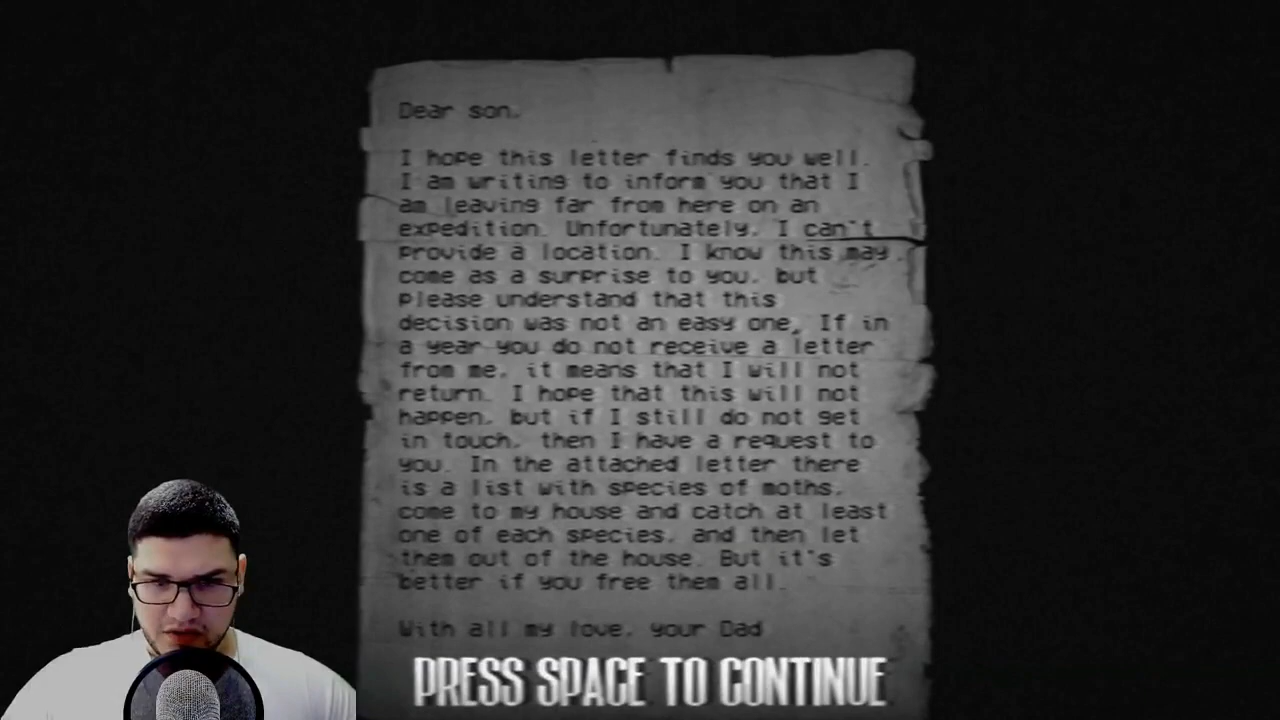 Dear son,
I hope this letter finds you well.
I am writing to inform you that I
am leaving far from here on an
expedition. Unfortunately, I can't
provide a location. I know this may
come as a surprise to you, but
please understand that this
decision was not an easy one, If in
a year you do not receive a letter
from me, it means that I will not
return. I hope that this will not
happen, but if I still do not get
in touch, then I have a request to
you. In the attached letter there
is a list with species of moths,
come to my house and catch at least
one of each species, and then let
them out of the house. But it's
better if you free them all.
With all my love, your Dad
PRESS SPACE TO CONTINUE